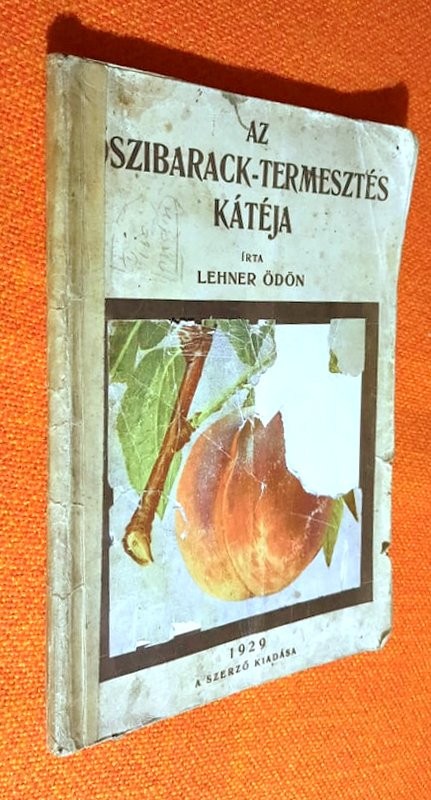 AZ
ŐSZIBARACK-TERMESZTÉS
KÁTÉJA
ÍRTA
LEHNER ÖDÖN
1929
A SZERZŐ KIADÁSA